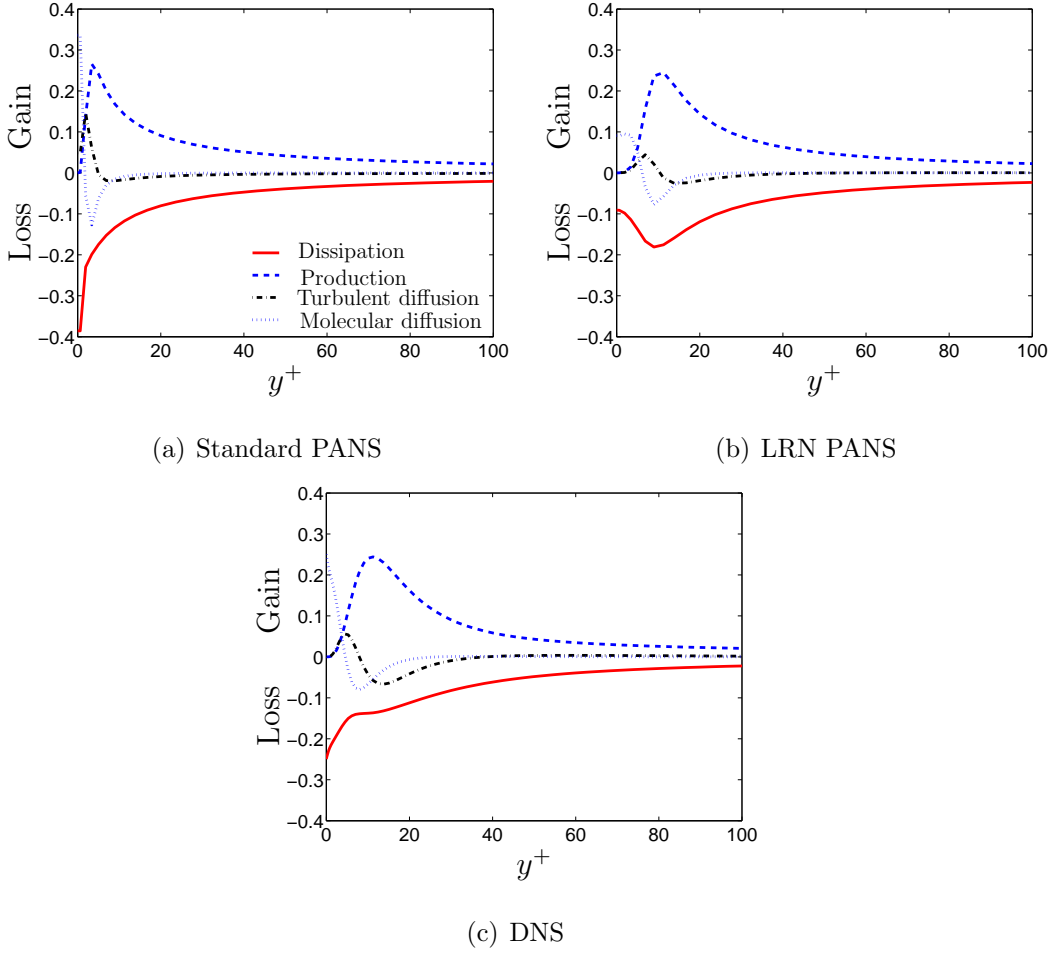 0.4
0.3
0.2
0.1
0
−0.1
−0.2
−0.3
−0.4
Gain
Loss
0 20 40 60 80 100
y+
Dissipation
Production
Turbulent diffusion
Molecular diffusion
(a) Standard PANS
0.4
0.3
0.2
0.1
0
−0.1
−0.2
−0.3
−0.4
Gain
Loss
0 20 40 60 80 100
y+
(b) LRN PANS
0.4
0.3
0.2
0.1
0
−0.1
−0.2
−0.3
−0.4
Gain
Loss
0 20 40 60 80 100
y+
(c) DNS